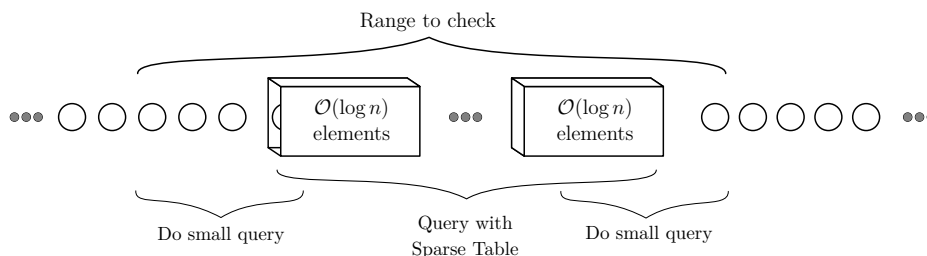 Range to check
𝒪(log n)
elements
𝒪(log n)
elements
Do small query
Query with
Sparse Table
Do small query